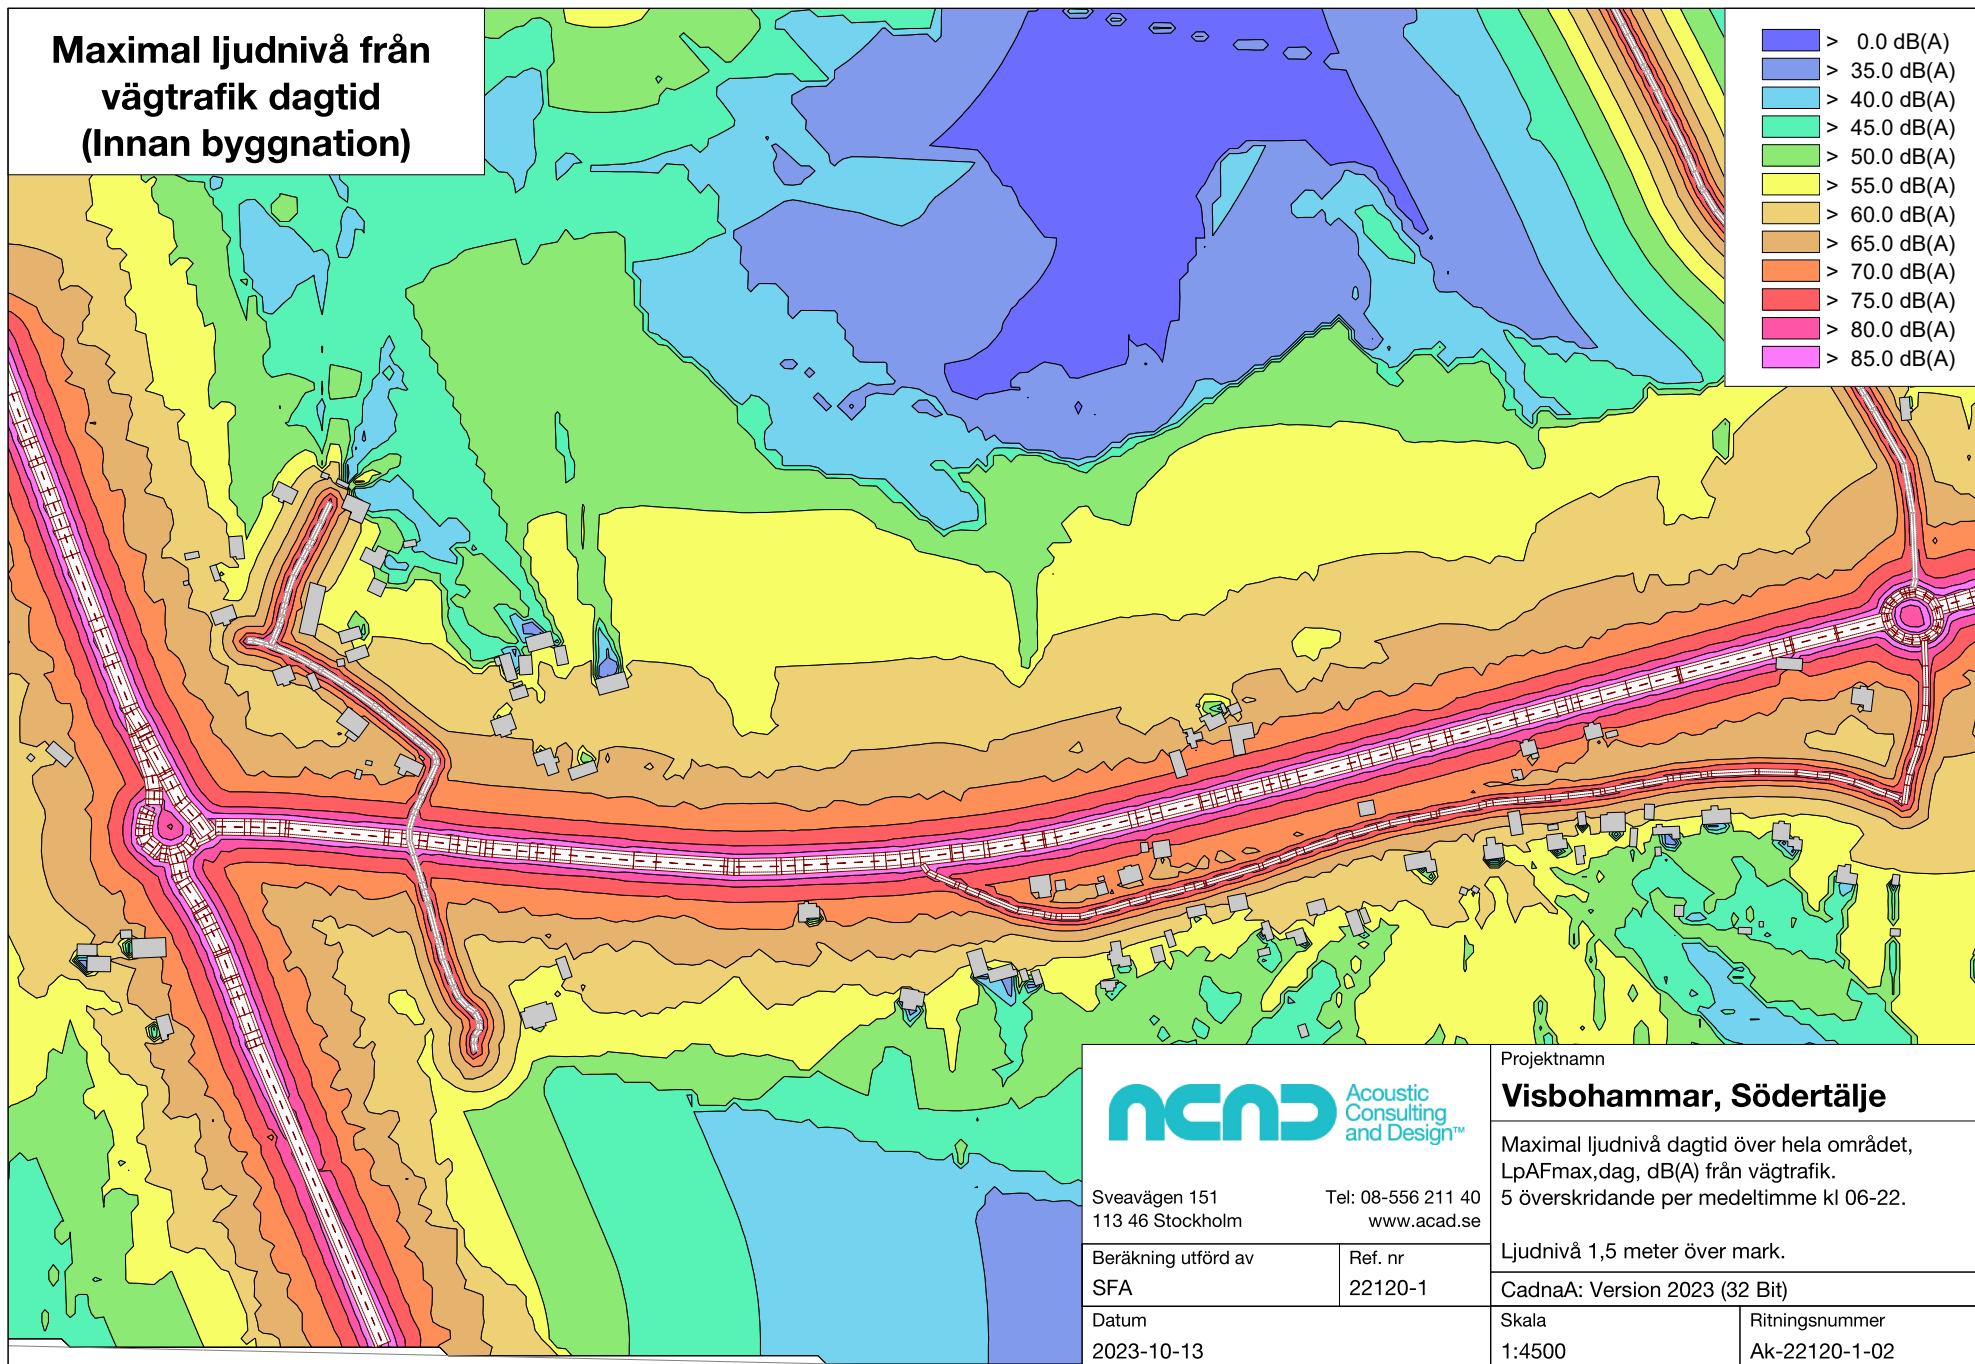 Maximal ljudnivå från
vägtrafik dagtid
(Innan byggnation)
> 0.0 dB(A)
> 35.0 dB(A)
> 40.0 dB(A)
> 45.0 dB(A)
> 50.0 dB(A)
> 55.0 dB(A)
> 60.0 dB(A)
> 65.0 dB(A)
> 70.0 dB(A)
> 75.0 dB(A)
> 80.0 dB(A)
> 85.0 dB(A)
ACAD
Acoustic
Consulting
and Design™
Sveavägen 151 Tel: 08-556 211 40
113 46 Stockholm www.acad.se
Beräkning utförd av
SFA
Ref. nr
22120-1
Datum
2023-10-13
Projektnamn
Visbohammar, Södertälje
Maximal ljudnivå dagtid över hela området,
LpAFmax,dag, dB(A) från vägtrafik.
5 överskridande per medeltimme kl 06-22.
Ljudnivå 1,5 meter över mark.
CadnaA: Version 2023 (32 Bit)
Skala
1:4500
Ritningsnummer
Ak-22120-1-02